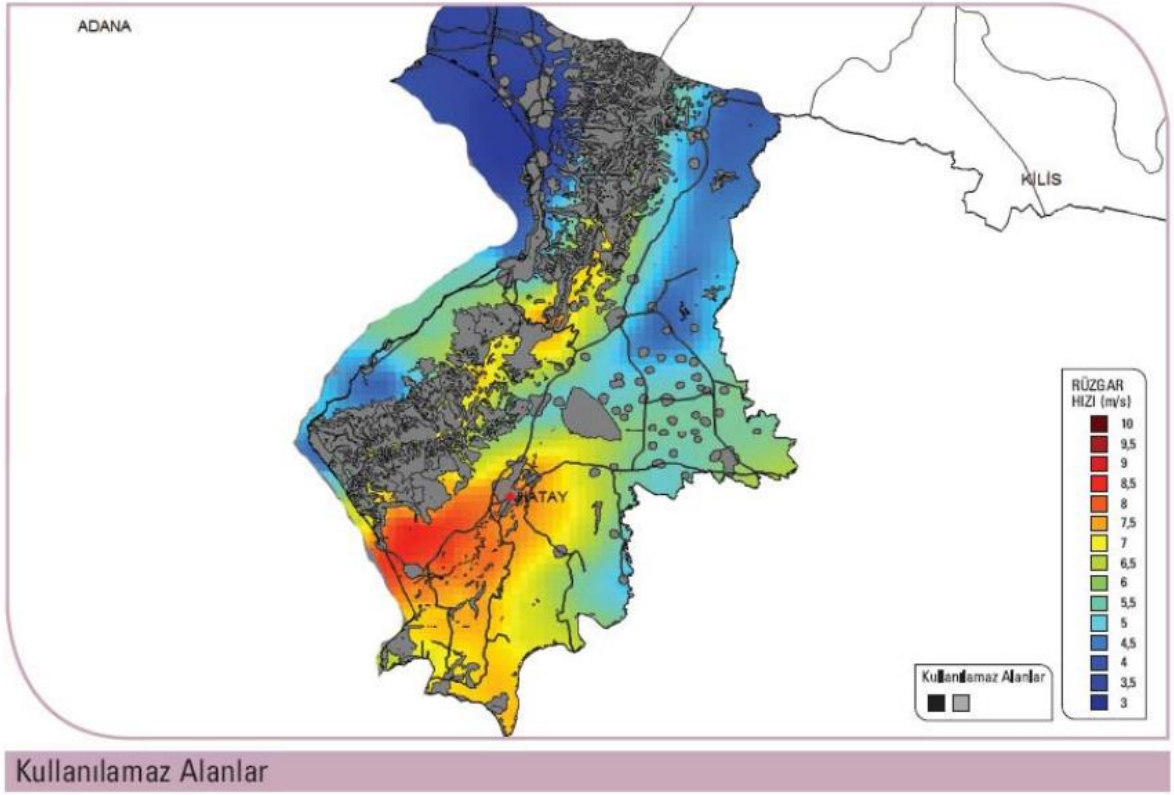 ADANA
KİLİS
HATAY
RÜZGAR
HIZI (m/s)
10
9,5
9
8,5
8
7,5
7
6,5
6
5,5
5
4,5
4
3,5
3
Kullanılamaz Alanlar
Kullanılamaz Alanlar